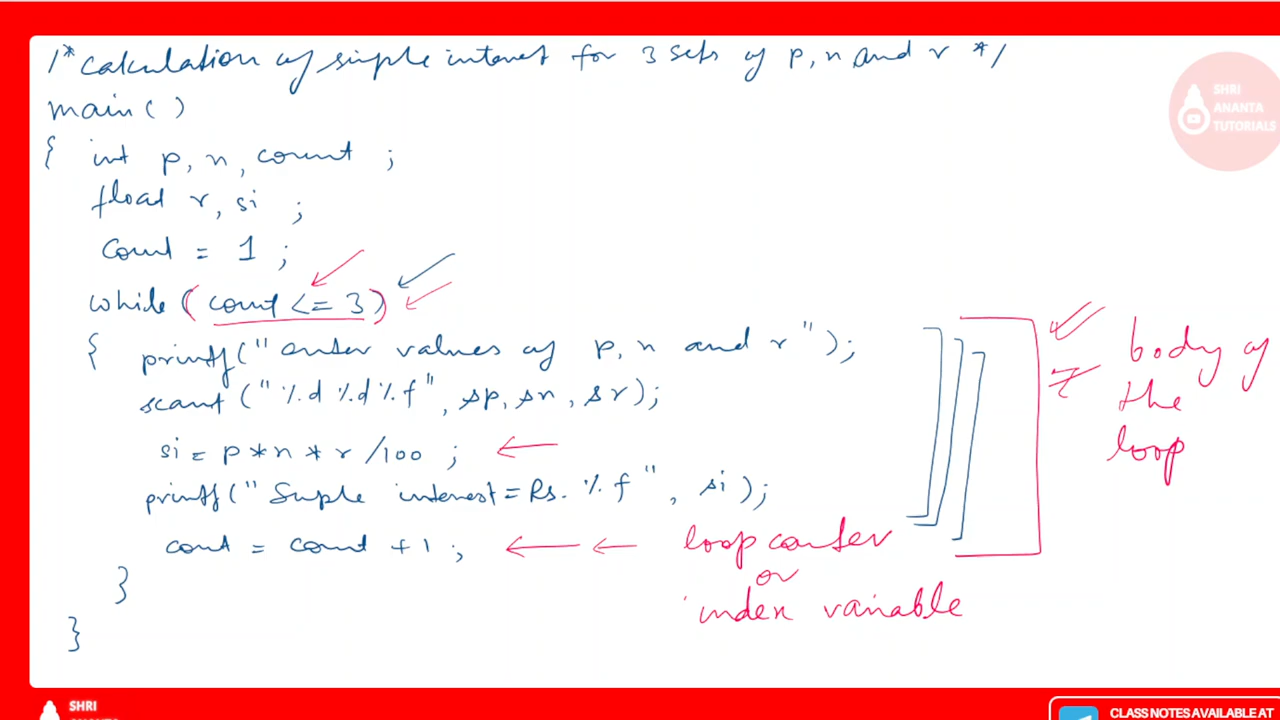 /* calculation of simple interest for 3 sets of p, n and r */
main( )
{ int p, n, count ;
float r, si ;
count = 1 ;
while ( count <= 3 )
{ printf(" enter values of p, n and r ");
scanf (" %d %d %f ", &p, &n, &r);
si = p * n * r /100 ;
printf(" Simple interest = Rs. %f ", si );
count = count + 1 ;
}
}
body of
the
loop
loop counter
or
index variable
SHRI
ANANTA
TUTORIALS
SHRI
ANANTA
CLASS NOTES AVAILABLE AT